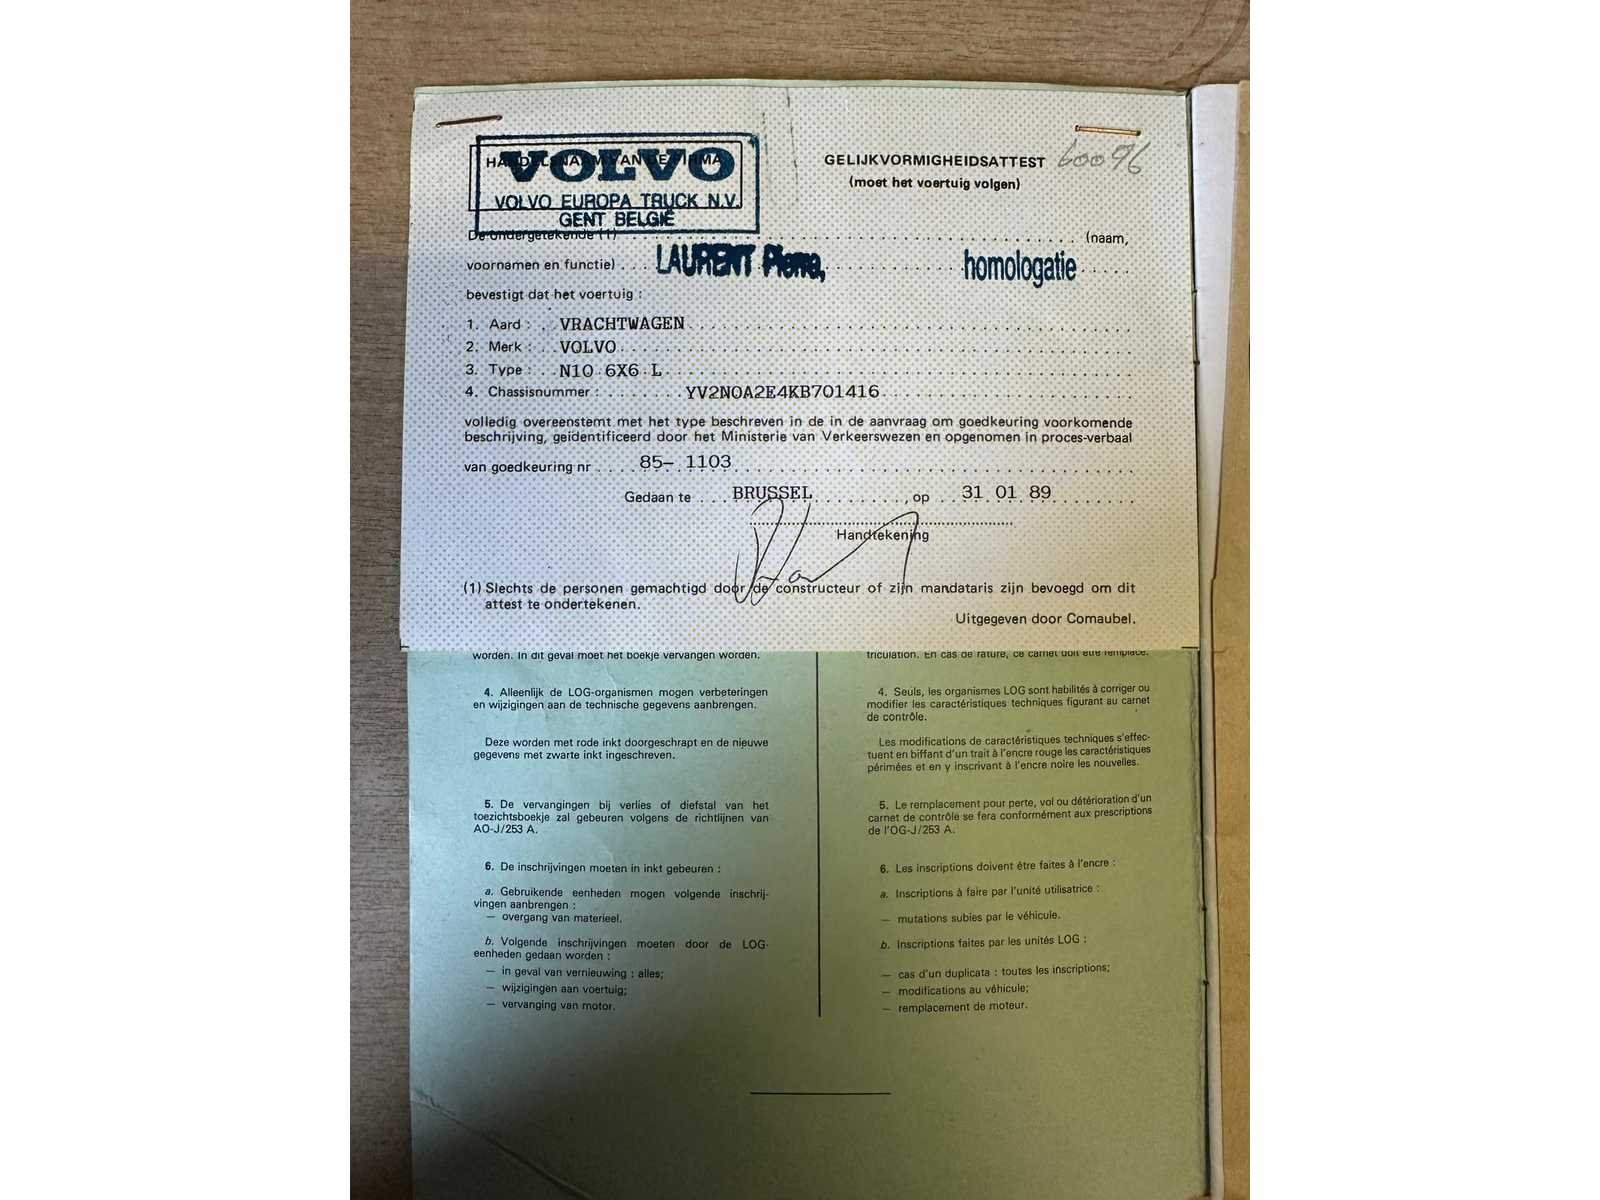 HANDELSNAAM VAN DE FIRMA
VOLVO
VOLVO EUROPA TRUCK N.V.
GENT BELGIË
GELIJKVORMIGHEIDSATTEST 60096
(moet het voertuig volgen)
De ondergetekende (1) (naam,
voornamen en functie) LAURENT Pierre, homologatie
bevestigt dat het voertuig :
1. Aard : VRACHTWAGEN
2. Merk : VOLVO
3. Type : N10 6X6 L
4. Chassisnummer : YV2N0A2E4KB701416
volledig overeenstemt met het type beschreven in de in de aanvraag om goedkeuring voorkomende
beschrijving, geïdentificeerd door het Ministerie van Verkeerswezen en opgenomen in proces-verbaal
van goedkeuring nr 85- 1103
Gedaan te BRUSSEL, op 31 01 89
Handtekening
(1) Slechts de personen gemachtigd door de constructeur of zijn mandataris zijn bevoegd om dit
attest te ondertekenen.
Uitgegeven door Comaubel.
worden. In dit geval moet het boekje vervangen worden.
4. Alleenlijk de LOG-organismen mogen verbeteringen
en wijzigingen aan de technische gegevens aanbrengen.
Deze worden met rode inkt doorgeschrapt en de nieuwe
gegevens met zwarte inkt ingeschreven.
5. De vervangingen bij verlies of diefstal van het
toezichtsboekje zal gebeuren volgens de richtlijnen van
AO-J/253 A.
6. De inschrijvingen moeten in inkt gebeuren :
a. Gebruikende eenheden mogen volgende inschrij-
vingen aanbrengen :
— overgang van materieel.
b. Volgende inschrijvingen moeten door de LOG-
eenheden gedaan worden :
— in geval van vernieuwing : alles;
— wijzigingen aan voertuig;
— vervanging van motor.
triculation. En cas de rature, ce carnet doit être remplacé.
4. Seuls, les organismes LOG sont habilités à corriger ou
modifier les caractéristiques techniques figurant au carnet
de contrôle.
Les modifications de caractéristiques techniques s'effec-
tuent en biffant d'un trait à l'encre rouge les caractéristiques
périmées et en y inscrivant à l'encre noire les nouvelles.
5. Le remplacement pour perte, vol ou détérioration d'un
carnet de contrôle se fera conformément aux prescriptions
de l'OG-J/253 A.
6. Les inscriptions doivent être faites à l'encre :
a. Inscriptions à faire par l'unité utilisatrice :
— mutations subies par le véhicule.
b. Inscriptions faites par les unités LOG :
— cas d'un duplicata : toutes les inscriptions;
— modifications au véhicule;
— remplacement de moteur.